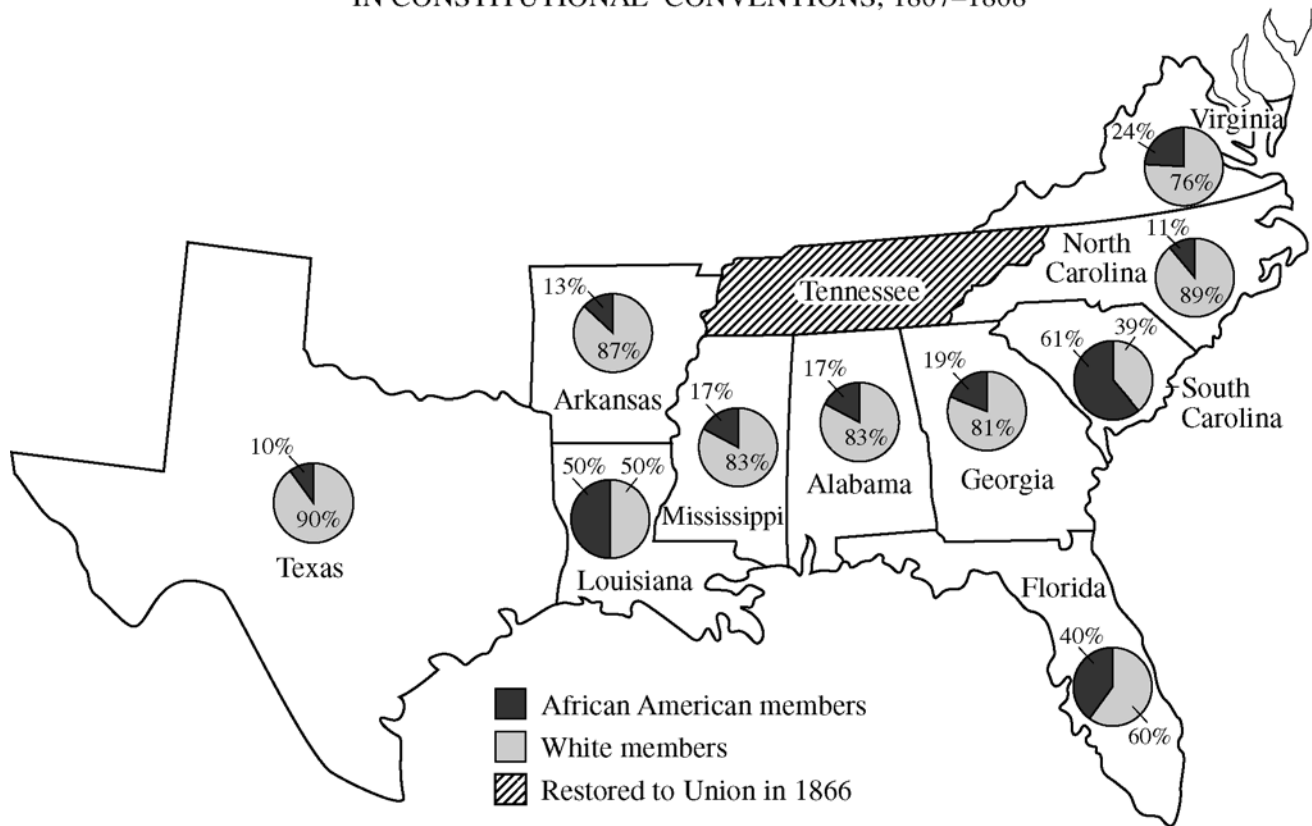 IN CONSTITUTIONAL CONVENTIONS, 1867–1868
Virginia
24%
76%
North
Carolina
11%
89%
Tennessee
13%
87%
Arkansas
61%
39%
South
Carolina
17%
83%
Mississippi
17%
83%
Alabama
19%
81%
Georgia
10%
90%
Texas
50%
50%
Louisiana
Florida
40%
60%
African American members
White members
Restored to Union in 1866